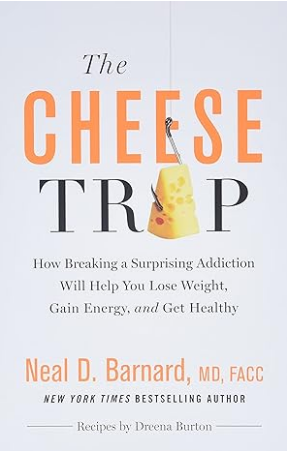 The
CHEESE
TRAP
How Breaking a Surprising Addiction
Will Help You Lose Weight,
Gain Energy, and Get Healthy
Neal D. Barnard, MD, FACC
NEW YORK TIMES BESTSELLING AUTHOR
Recipes by Dreena Burton